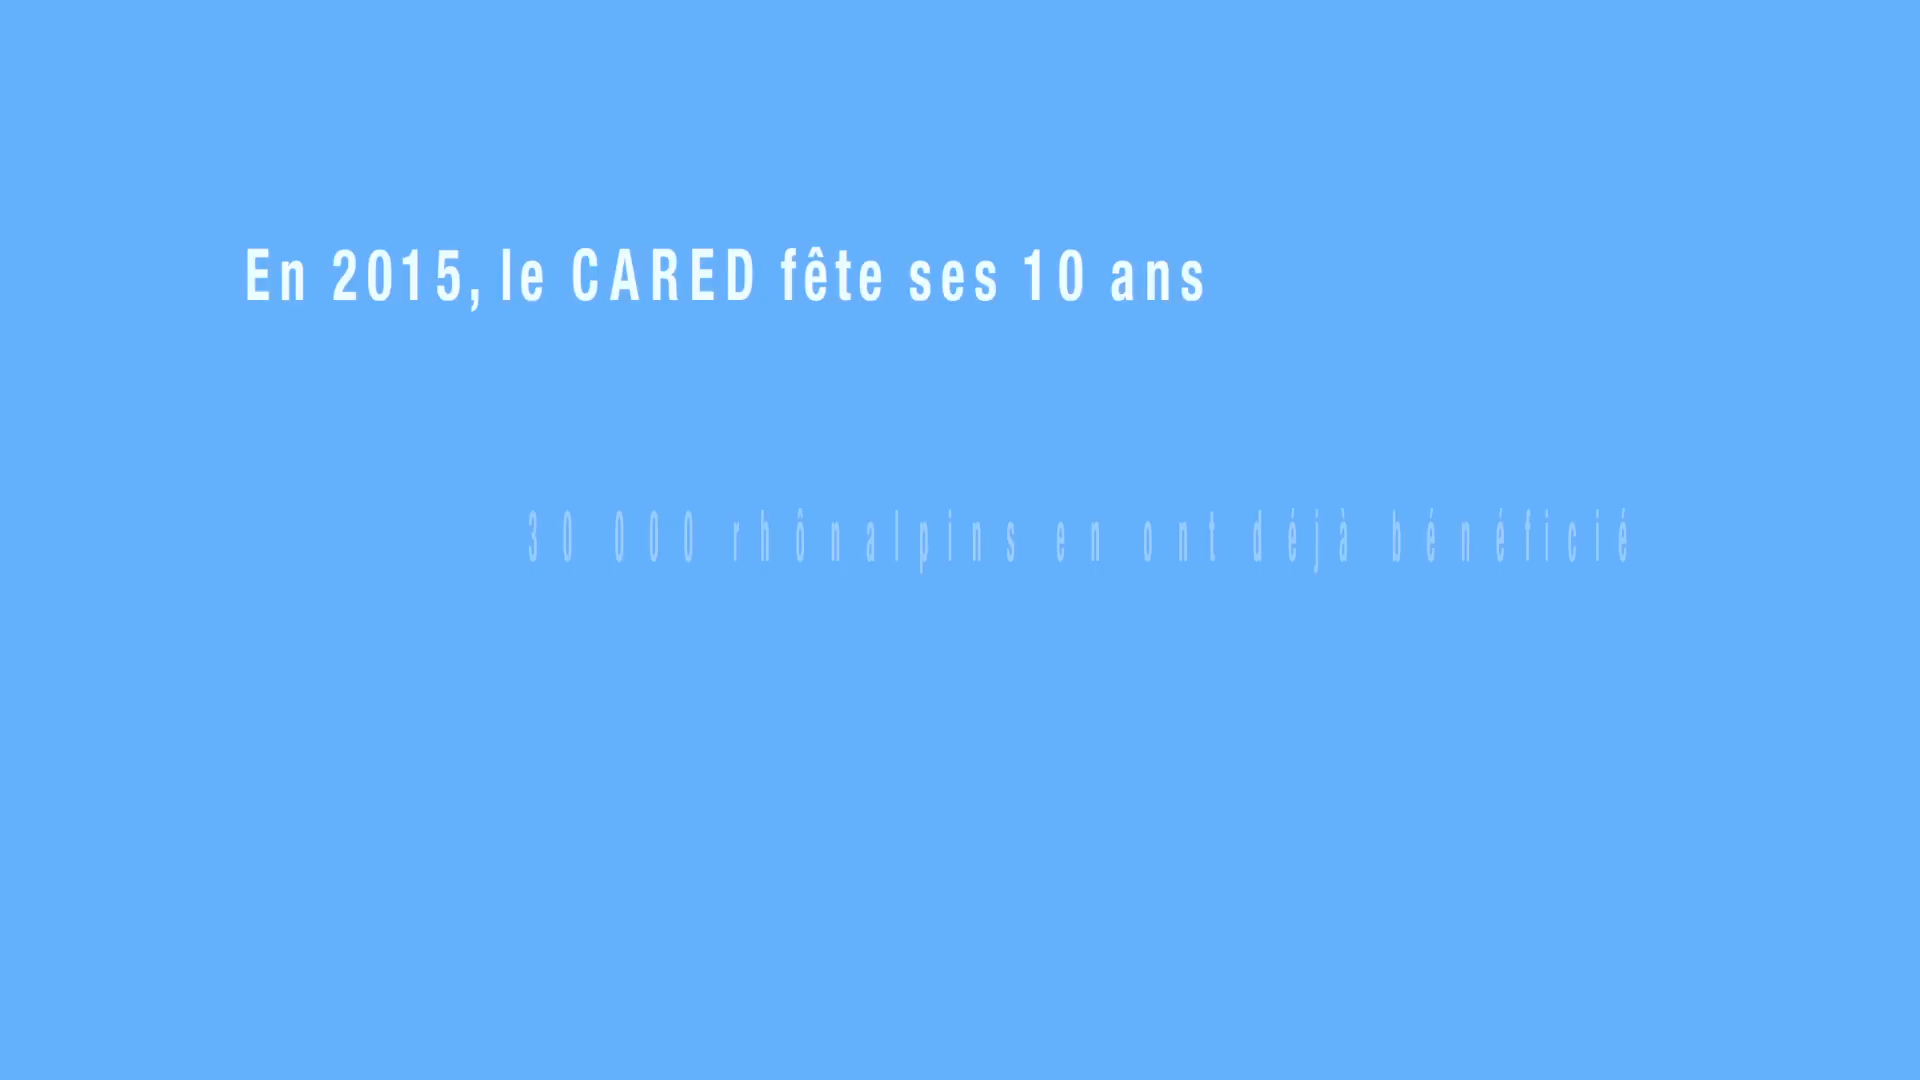 En 2015, le CARED fête ses 10 ans
30 000 rhônalpins en ont déjà bénéficié